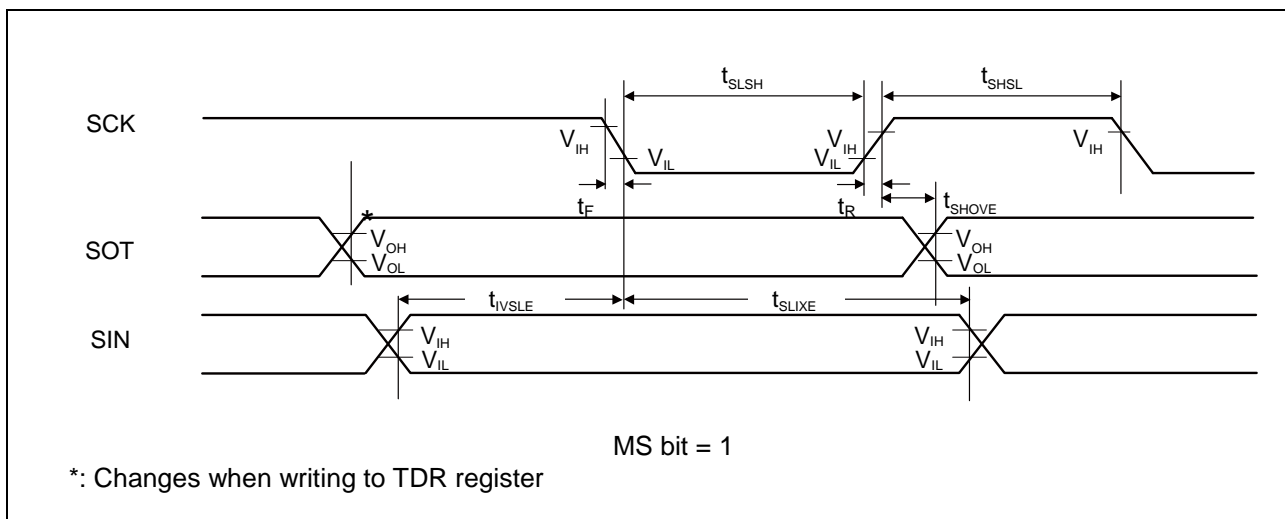 tSLSH tSHSL
SCK
VIH VIL VIH VIH
VIL
tF tR tSHOVE
*
SOT
VOH VOH
VOL VOL
tIVSLE tSLIXE
SIN
VIH VIH
VIL VIL
MS bit = 1
*: Changes when writing to TDR register